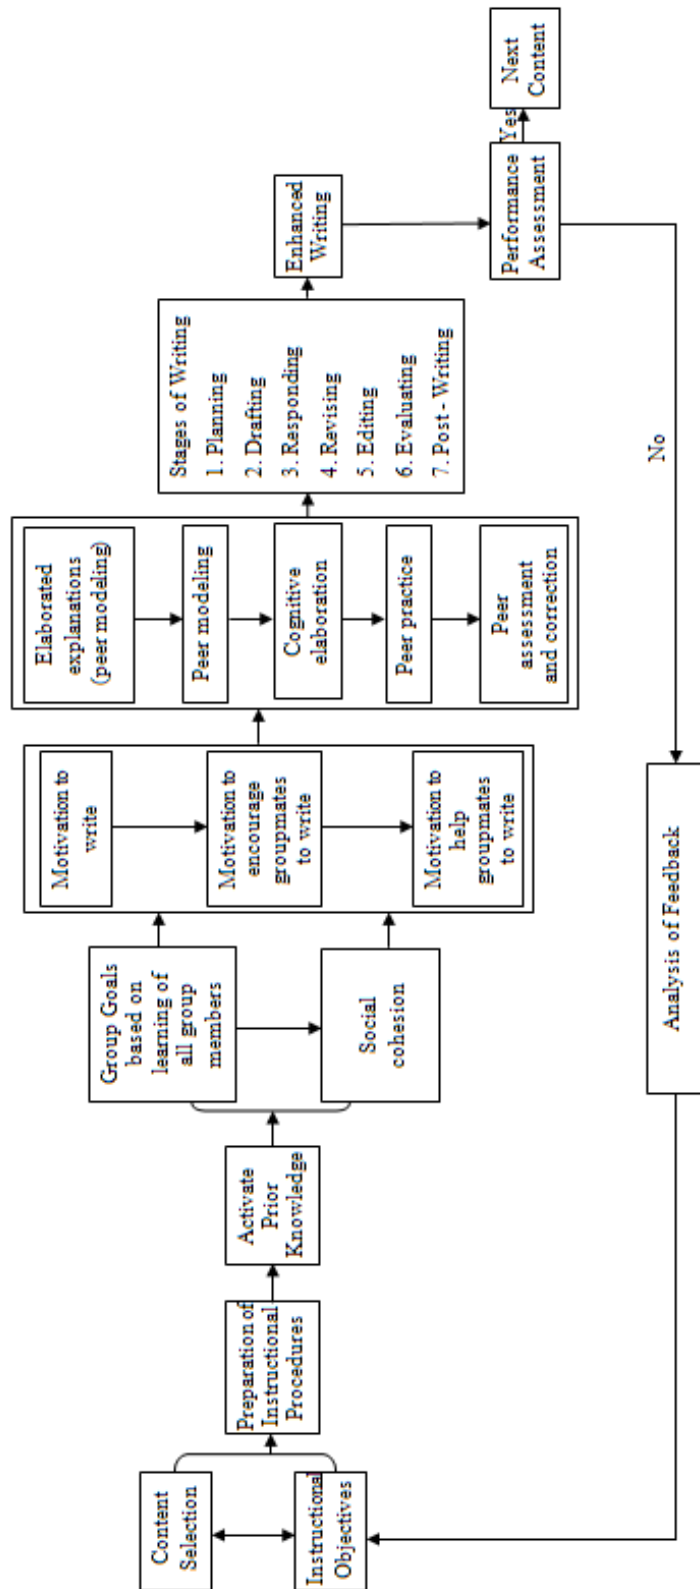 Content
Selection
Instructional
Objectives
Preparation of
Instructional
Procedures
Activate
Prior
Knowledge
Group Goals
based on
learning of
all group
members
Social
cohesion
Motivation to
write
Motivation to
encourage
groupmates
to write
Motivation to
help
groupmates
to write
Elaborated
explanations
(peer modeling)
Peer modeling
Cognitive
elaboration
Peer practice
Peer
assessment
and correction
Stages of Writing
1. Planning
2. Drafting
3. Responding
4. Revising
5. Editing
6. Evaluating
7. Post - Writing
Enhanced
Writing
Performance
Assessment
Yes
Next
Content
No
Analysis of Feedback